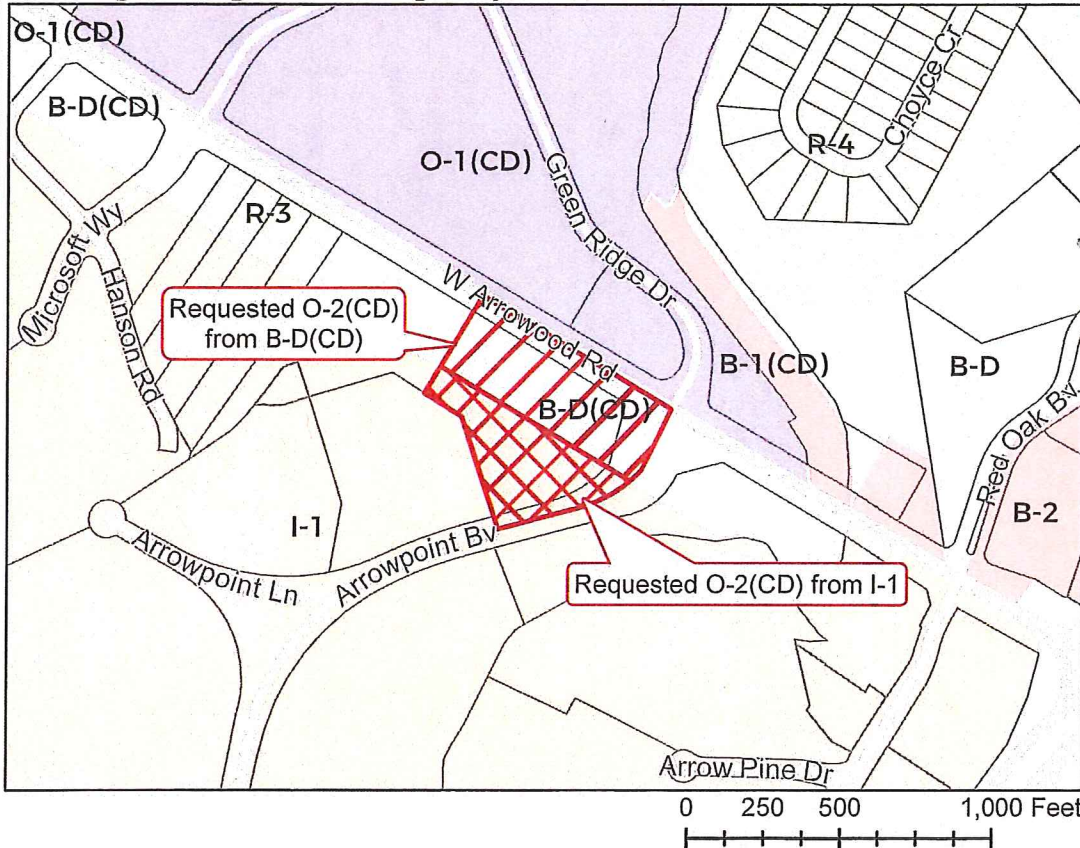 O-1(CD)
B-D(CD)
O-1(CD)
Choyce Cr
R-4
R-3
Green Ridge Dr
Microsoft Wy
Hanson Rd
W Arrowood Rd
Requested O-2(CD)
from B-D(CD)
B-1(CD)
B-D
B-D(CD)
Red Oak Bv
B-2
I-1
Arrowpoint Ln
Arrowpoint Bv
Requested O-2(CD) from I-1
Arrow Pine Dr
0 250 500 1,000 Feet